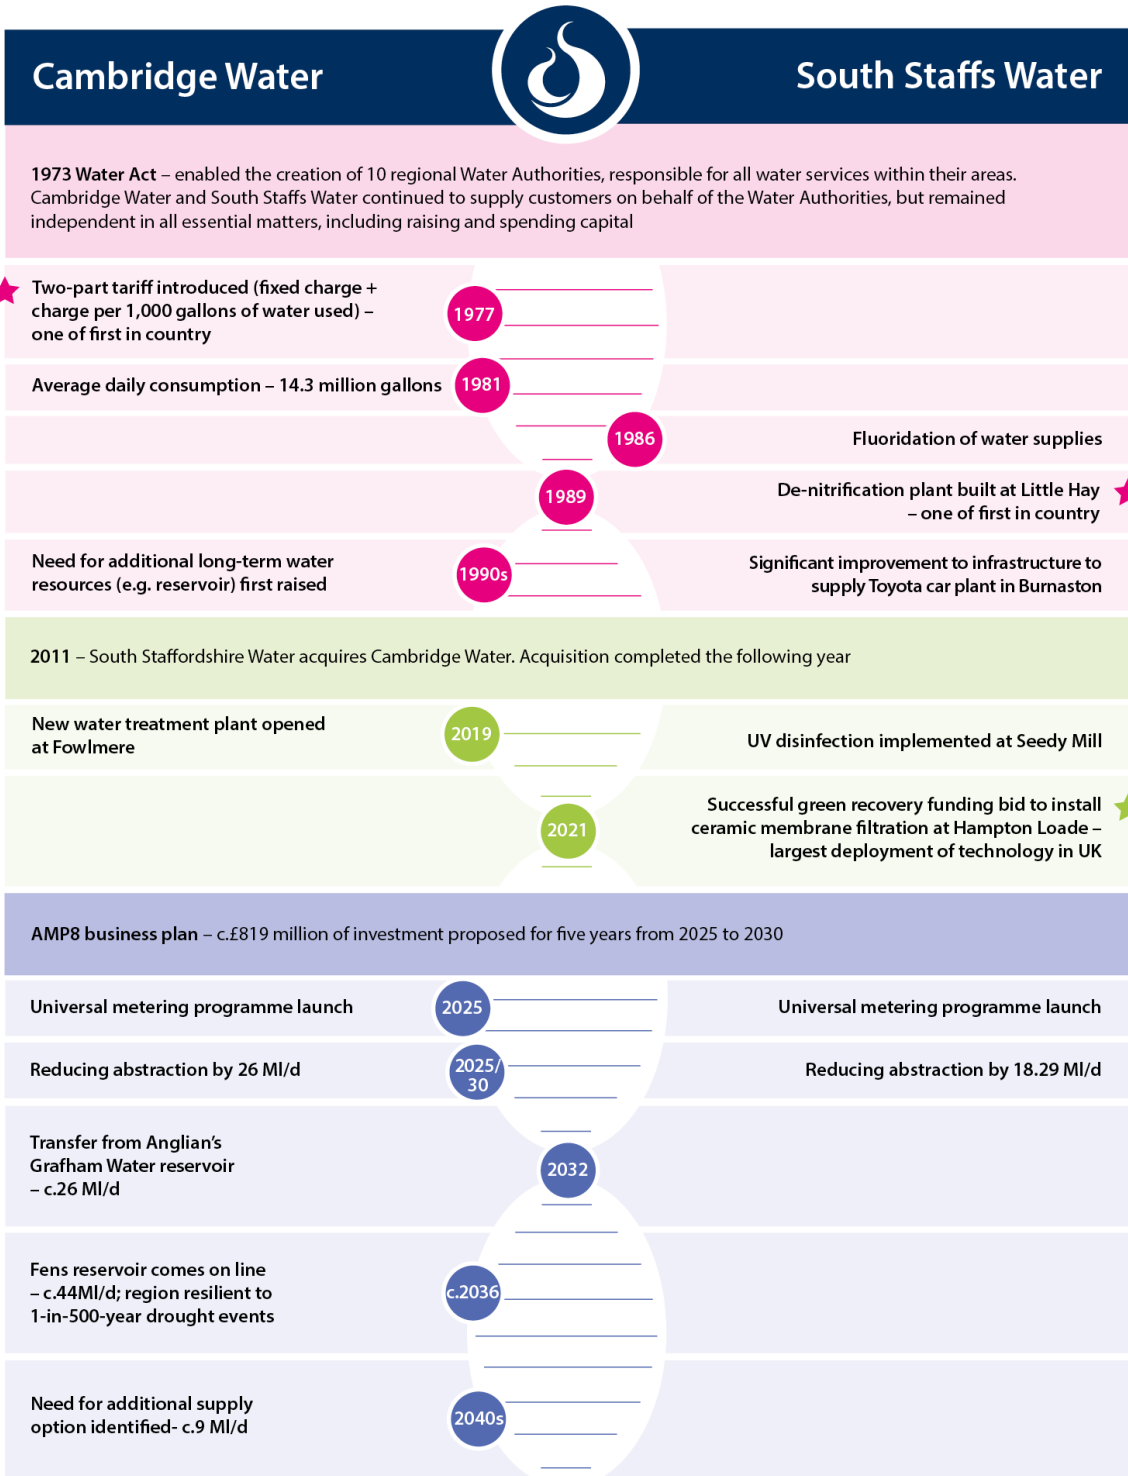 Cambridge Water
South Staffs Water
1973 Water Act – enabled the creation of 10 regional Water Authorities, responsible for all water services within their areas.
Cambridge Water and South Staffs Water continued to supply customers on behalf of the Water Authorities, but remained
independent in all essential matters, including raising and spending capital
Two-part tariff introduced (fixed charge +
charge per 1,000 gallons of water used) –
one of first in country
1977
Average daily consumption – 14.3 million gallons
1981
1986
Fluoridation of water supplies
1989
De-nitrification plant built at Little Hay
– one of first in country
Need for additional long-term water
resources (e.g. reservoir) first raised
1990s
Significant improvement to infrastructure to
supply Toyota car plant in Burnaston
2011 – South Staffordshire Water acquires Cambridge Water. Acquisition completed the following year
New water treatment plant opened
at Fowlmere
2019
UV disinfection implemented at Seedy Mill
2021
Successful green recovery funding bid to install
ceramic membrane filtration at Hampton Loade –
largest deployment of technology in UK
AMP8 business plan – c.£819 million of investment proposed for five years from 2025 to 2030
Universal metering programme launch
2025
Universal metering programme launch
Reducing abstraction by 26 Ml/d
2025/
30
Reducing abstraction by 18.29 Ml/d
Transfer from Anglian’s
Grafham Water reservoir
– c.26 Ml/d
2032
Fens reservoir comes on line
– c.44Ml/d; region resilient to
1-in-500-year drought events
c.2036
Need for additional supply
option identified- c.9 Ml/d
2040s